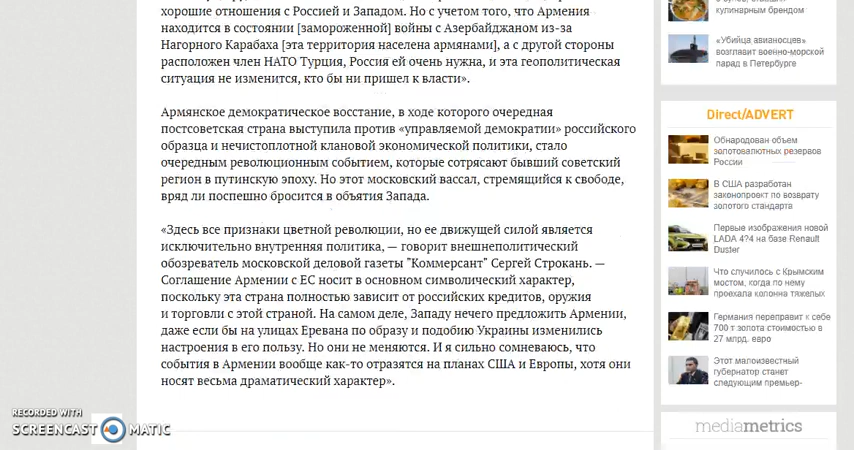 хорошие отношения с Россией и Западом. Но с учетом того, что Армения
находится в состоянии [замороженной] войны с Азербайджаном из-за
Нагорного Карабаха [эта территория населена армянами], а с другой стороны
расположен член НАТО Турция, Россия ей очень нужна, и эта геополитическая
ситуация не изменится, кто бы ни пришел к власти».
Армянское демократическое восстание, в ходе которого очередная
постсоветская страна выступила против «управляемой демократии» российского
образца и нечистоплотной клановой экономической политики, стало
очередным революционным событием, которые сотрясают бывший советский
регион в путинскую эпоху. Но этот московский вассал, стремящийся к свободе,
вряд ли поспешно бросится в объятия Запада.
«Здесь все признаки цветной революции, но ее движущей силой является
исключительно внутренняя политика, — говорит внешнеполитический
обозреватель московской деловой газеты "Коммерсант" Сергей Строкань. —
Соглашение Армении с ЕС носит в основном символический характер,
поскольку эта страна полностью зависит от российских кредитов, оружия
и торговли с этой страной. На самом деле, Западу нечего предложить Армении,
даже если бы на улицах Еревана по образу и подобию Украины изменились
настроения в его пользу. Но они не меняются. И я сильно сомневаюсь, что
события в Армении вообще как-то отразятся на планах США и Европы, хотя они
носят весьма драматический характер».
кулинарным брендом
«Убийца авианосцев»
возглавит военно-морской
парад в Петербурге
Direct/ADVERT
Обнародован объем
золотовалютных резервов
России
В США разработан
законопроект по возврату
золотого стандарта
Первые изображения новой
LADA 4?4 на базе Renault
Duster
Что случилось с Крымским
мостом, когда по нему
проехала колонна тяжелых
Германия переправит к себе
700 т золота стоимостью в
27 млрд. евро
Этот малоизвестный
губернатор станет
следующим премьер-
mediametrics
RECORDED WITH
SCREENCAST MATIC